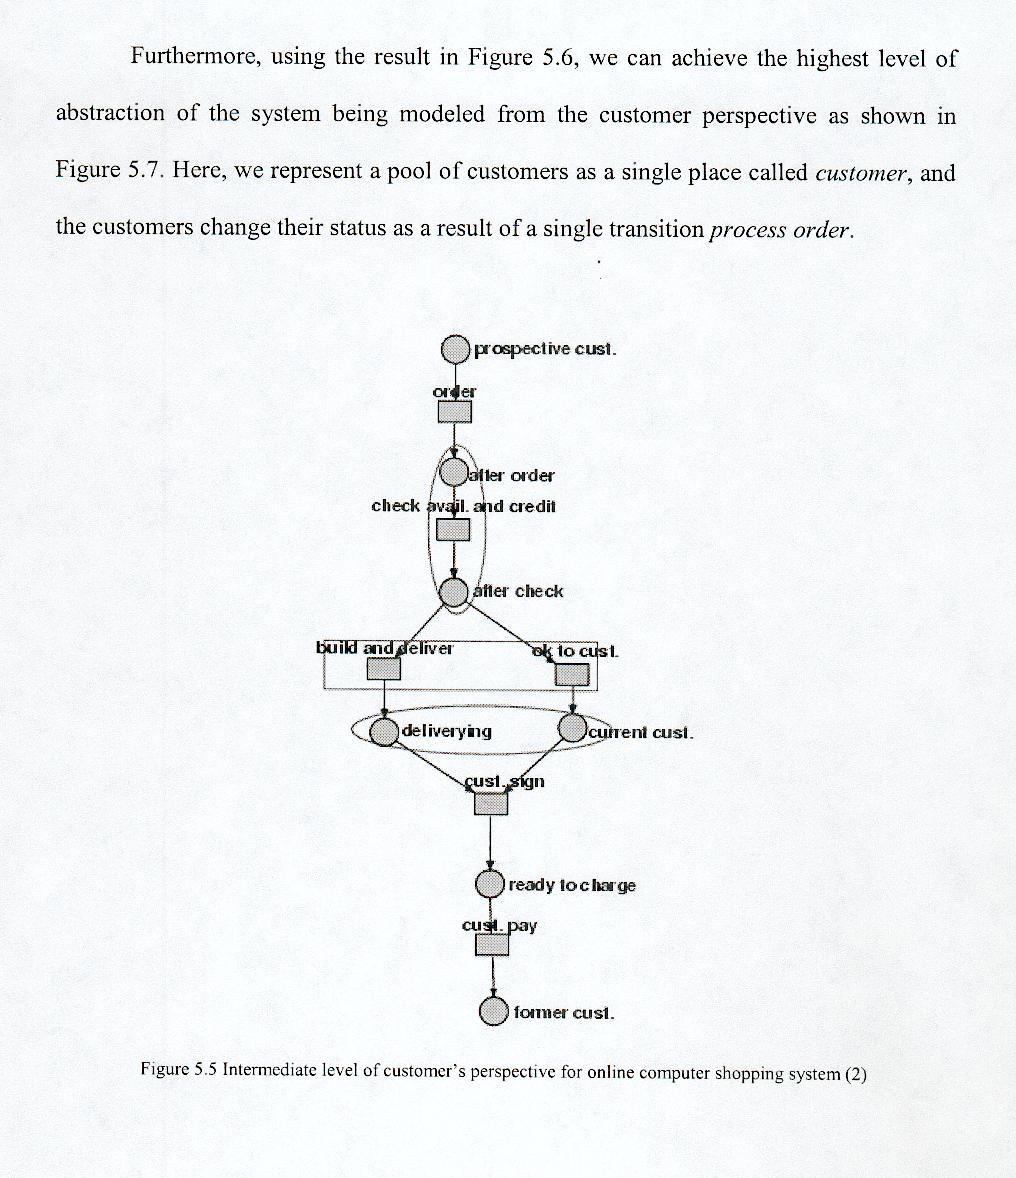 Furthermore, using the result in Figure 5.6, we can achieve the highest level of
abstraction of the system being modeled from the customer perspective as shown in
Figure 5.7. Here, we represent a pool of customers as a single place called customer, and
the customers change their status as a result of a single transition process order.
prospective cust.
order
after order
check avail. and credit
after check
build and deliver
ok to cust.
deliverying
current cust.
cust. sign
ready to charge
cust. pay
former cust.
Figure 5.5 Intermediate level of customer's perspective for online computer shopping system (2)